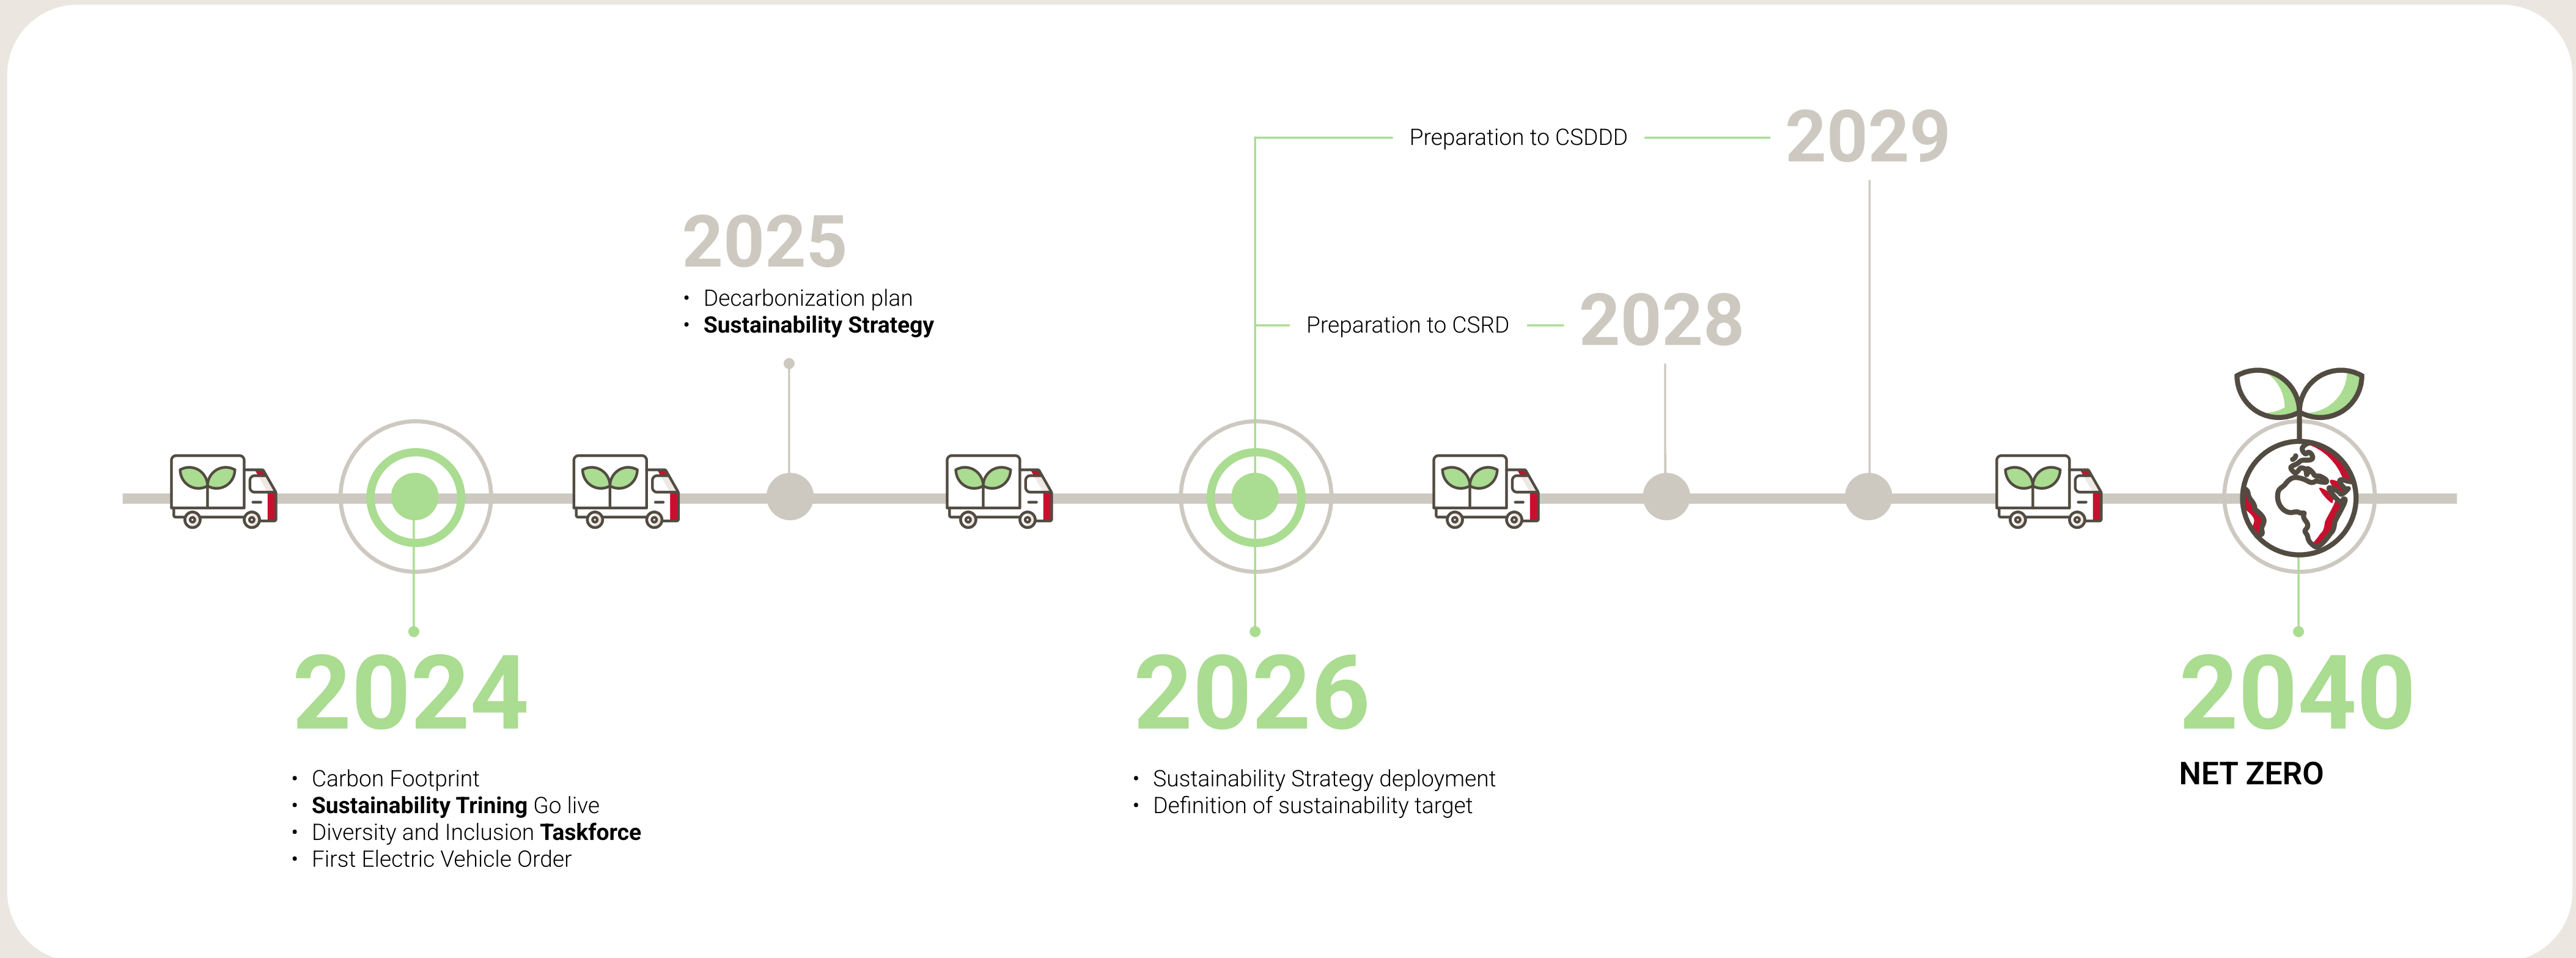 Preparation to CSDDD
2029
2025
• Decarbonization plan
• Sustainability Strategy
Preparation to CSRD
2028
2024
• Carbon Footprint
• Sustainability Trining Go live
• Diversity and Inclusion Taskforce
• First Electric Vehicle Order
2026
• Sustainability Strategy deployment
• Definition of sustainability target
2040
NET ZERO